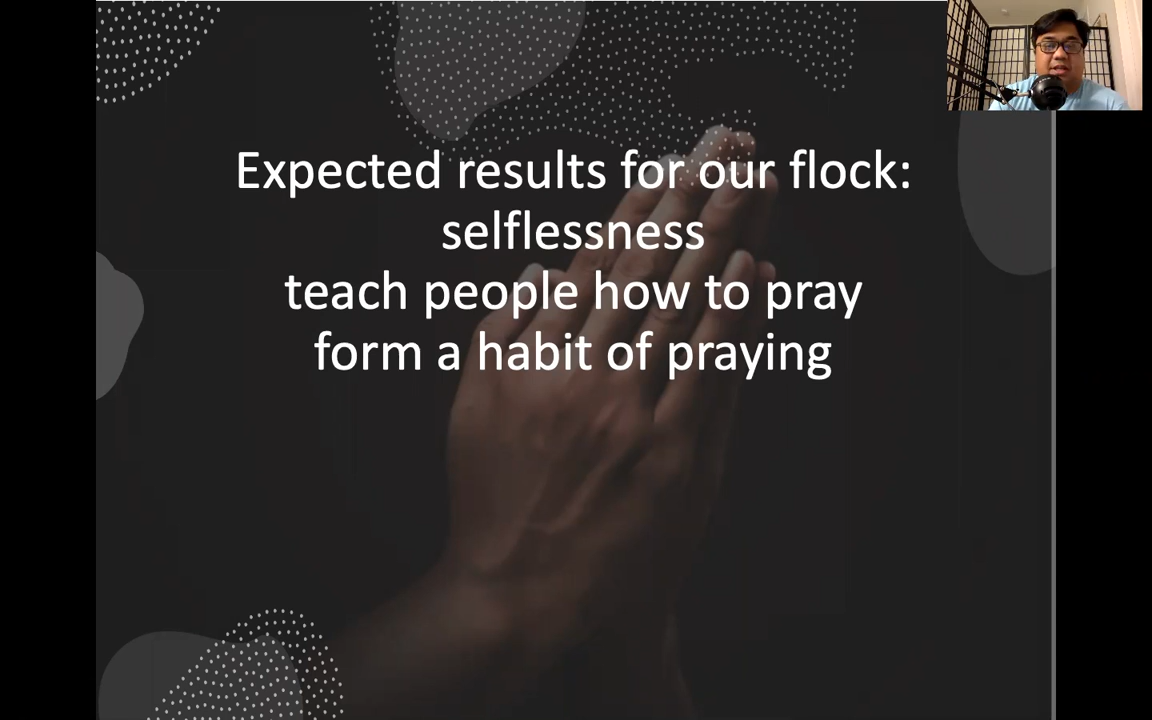 Expected results for our flock:
selflessness
teach people how to pray
form a habit of praying